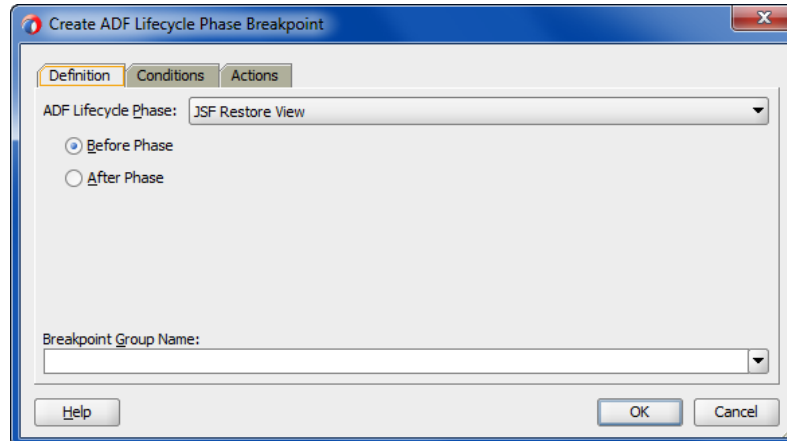 Create ADF Lifecycle Phase Breakpoint
Definition Conditions Actions
ADF Lifecycle Phase: JSF Restore View
Before Phase
After Phase
Breakpoint Group Name:
Help OK Cancel